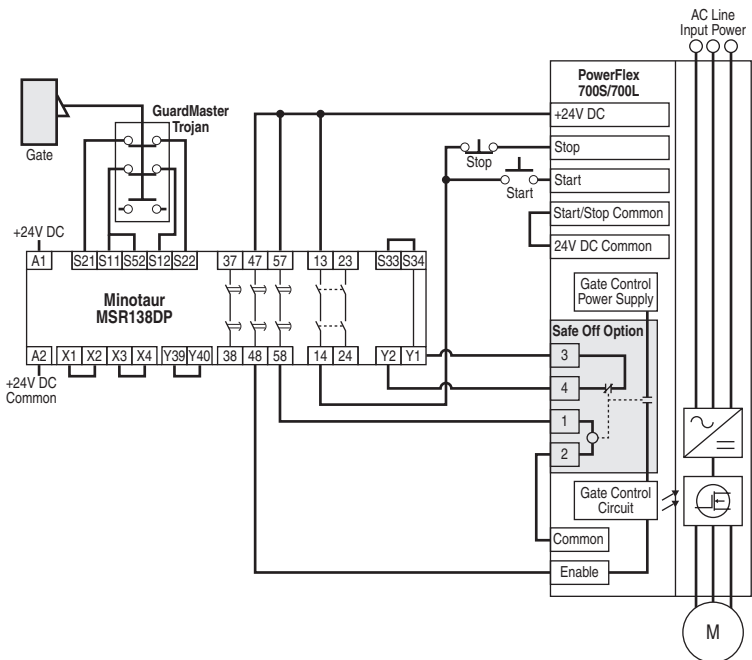 AC Line
Input Power
PowerFlex
700S/700L
+24V DC
Stop
Stop
Start
Start
Start/Stop Common
24V DC Common
Gate Control
Power Supply
Safe Off Option
3
4
1
2
Gate Control
Circuit
Common
Enable
M
Gate
GuardMaster
Trojan
+24V DC
A1 S21 S11 S52 S12 S22 37 47 57 13 23 S33 S34
Minotaur
MSR138DP
A2 X1 X2 X3 X4 Y39 Y40 38 48 58 14 24 Y2 Y1
+24V DC
Common